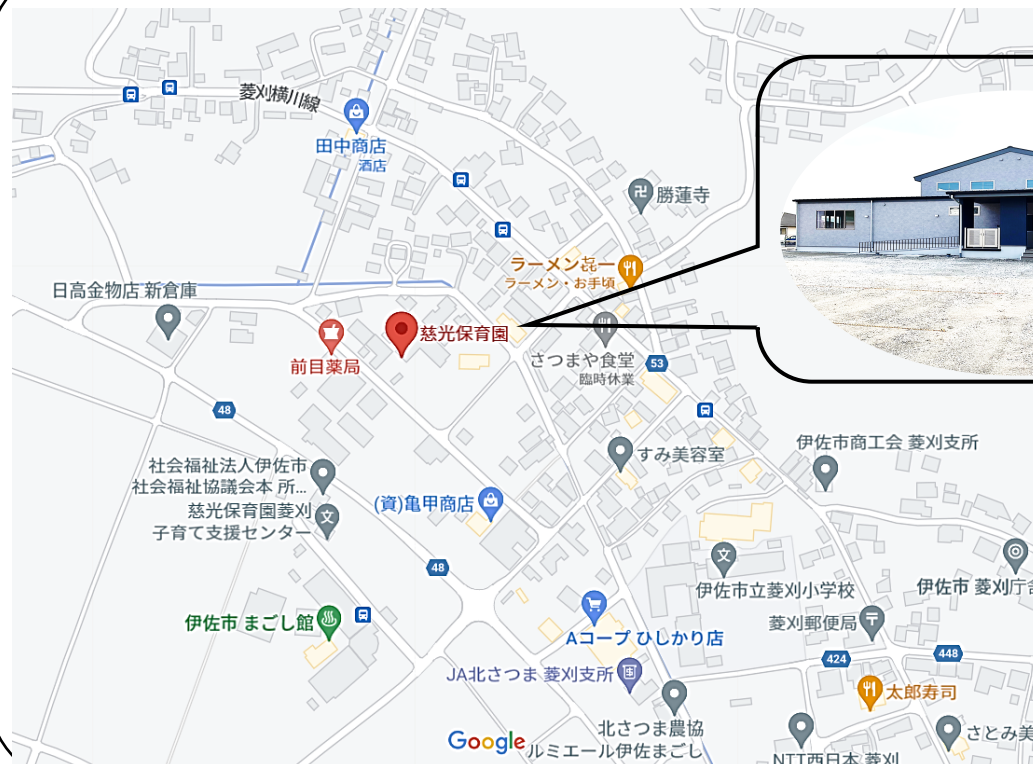 菱刈横川線
田中商店
酒店
勝蓮寺
ラーメン㐂一
ラーメン・お手頃
日高金物店 新倉庫
慈光保育園
前目薬局
さつまや食堂
臨時休業
53
48
すみ美容室
伊佐市商工会 菱刈支所
社会福祉法人伊佐市
社会福祉協議会本 所...
(資)亀甲商店
慈光保育園菱刈
子育て支援センター
48
伊佐市立菱刈小学校
伊佐市 菱刈庁
伊佐市 まごし館
Aコープ ひしかり店
菱刈郵便局
424
448
JA北さつま 菱刈支所
太郎寿司
北さつま農協
ルミエール伊佐まごし
さとみ美
Google
NTT西日本 菱刈